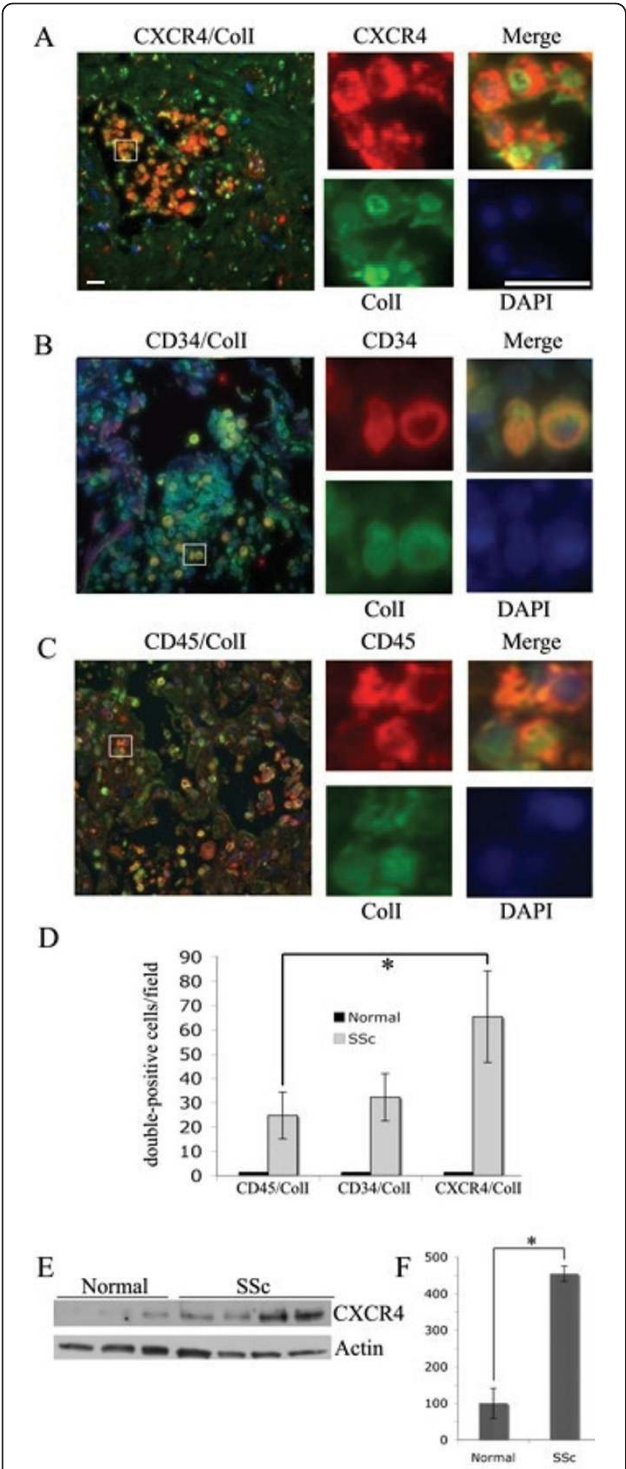 A
CXCR4/ColI CXCR4 Merge
ColI DAPI
B
CD34/ColI CD34 Merge
ColI DAPI
C
CD45/ColI CD45 Merge
ColI DAPI
D
double-positive cells/field
90
80
70
60
50
40
30
20
10
0
*
Normal
SSc
CD45/ColI CD34/ColI CXCR4/ColI
E
Normal SSc
CXCR4
Actin
F
*
500
400
300
200
100
0
Normal SSc